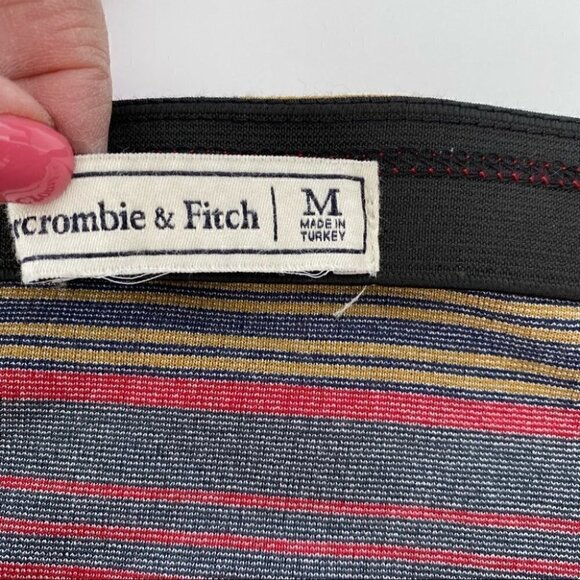 rcrombie & Fitch
M
MADE IN
TURKEY